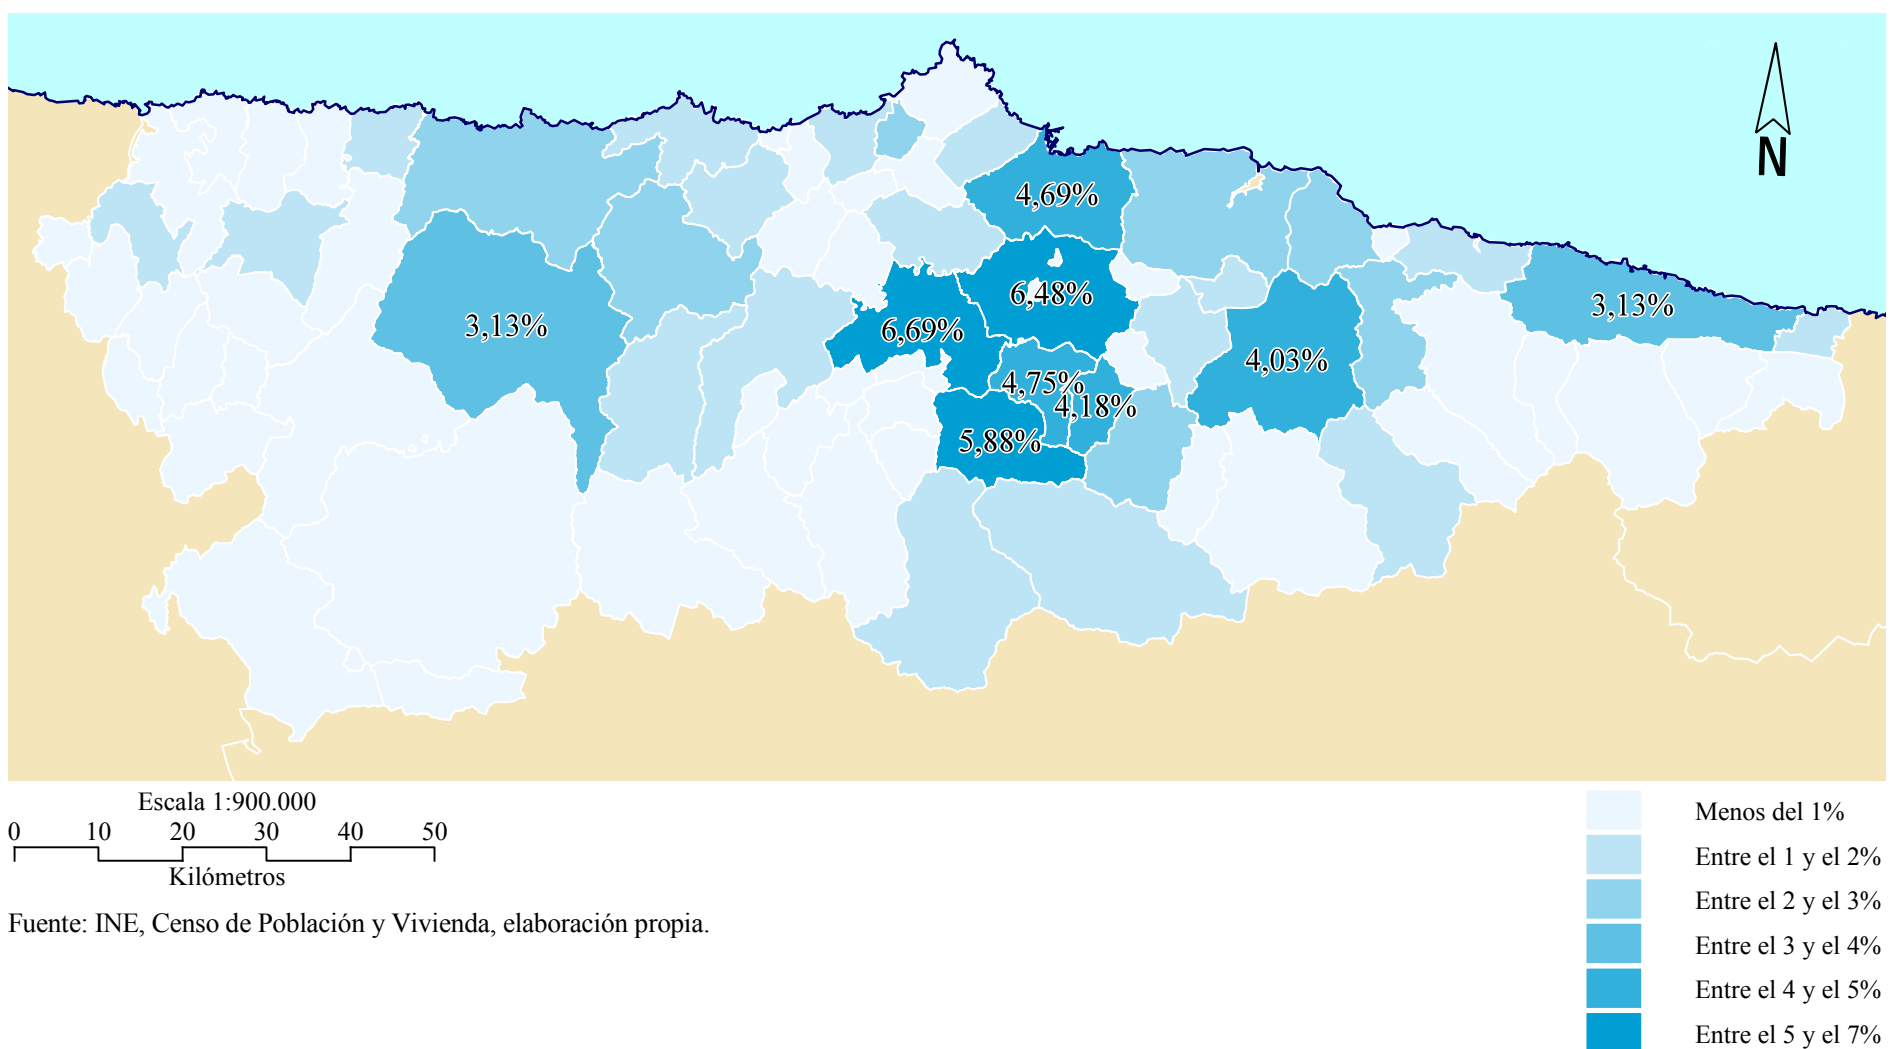 N
4,69%
6,48%
3,13%
3,13%
6,69%
4,03%
4,75%
4,18%
5,88%
Escala 1:900.000
0 10 20 30 40 50
Kilómetros
Fuente: INE, Censo de Población y Vivienda, elaboración propia.
Menos del 1%
Entre el 1 y el 2%
Entre el 2 y el 3%
Entre el 3 y el 4%
Entre el 4 y el 5%
Entre el 5 y el 7%